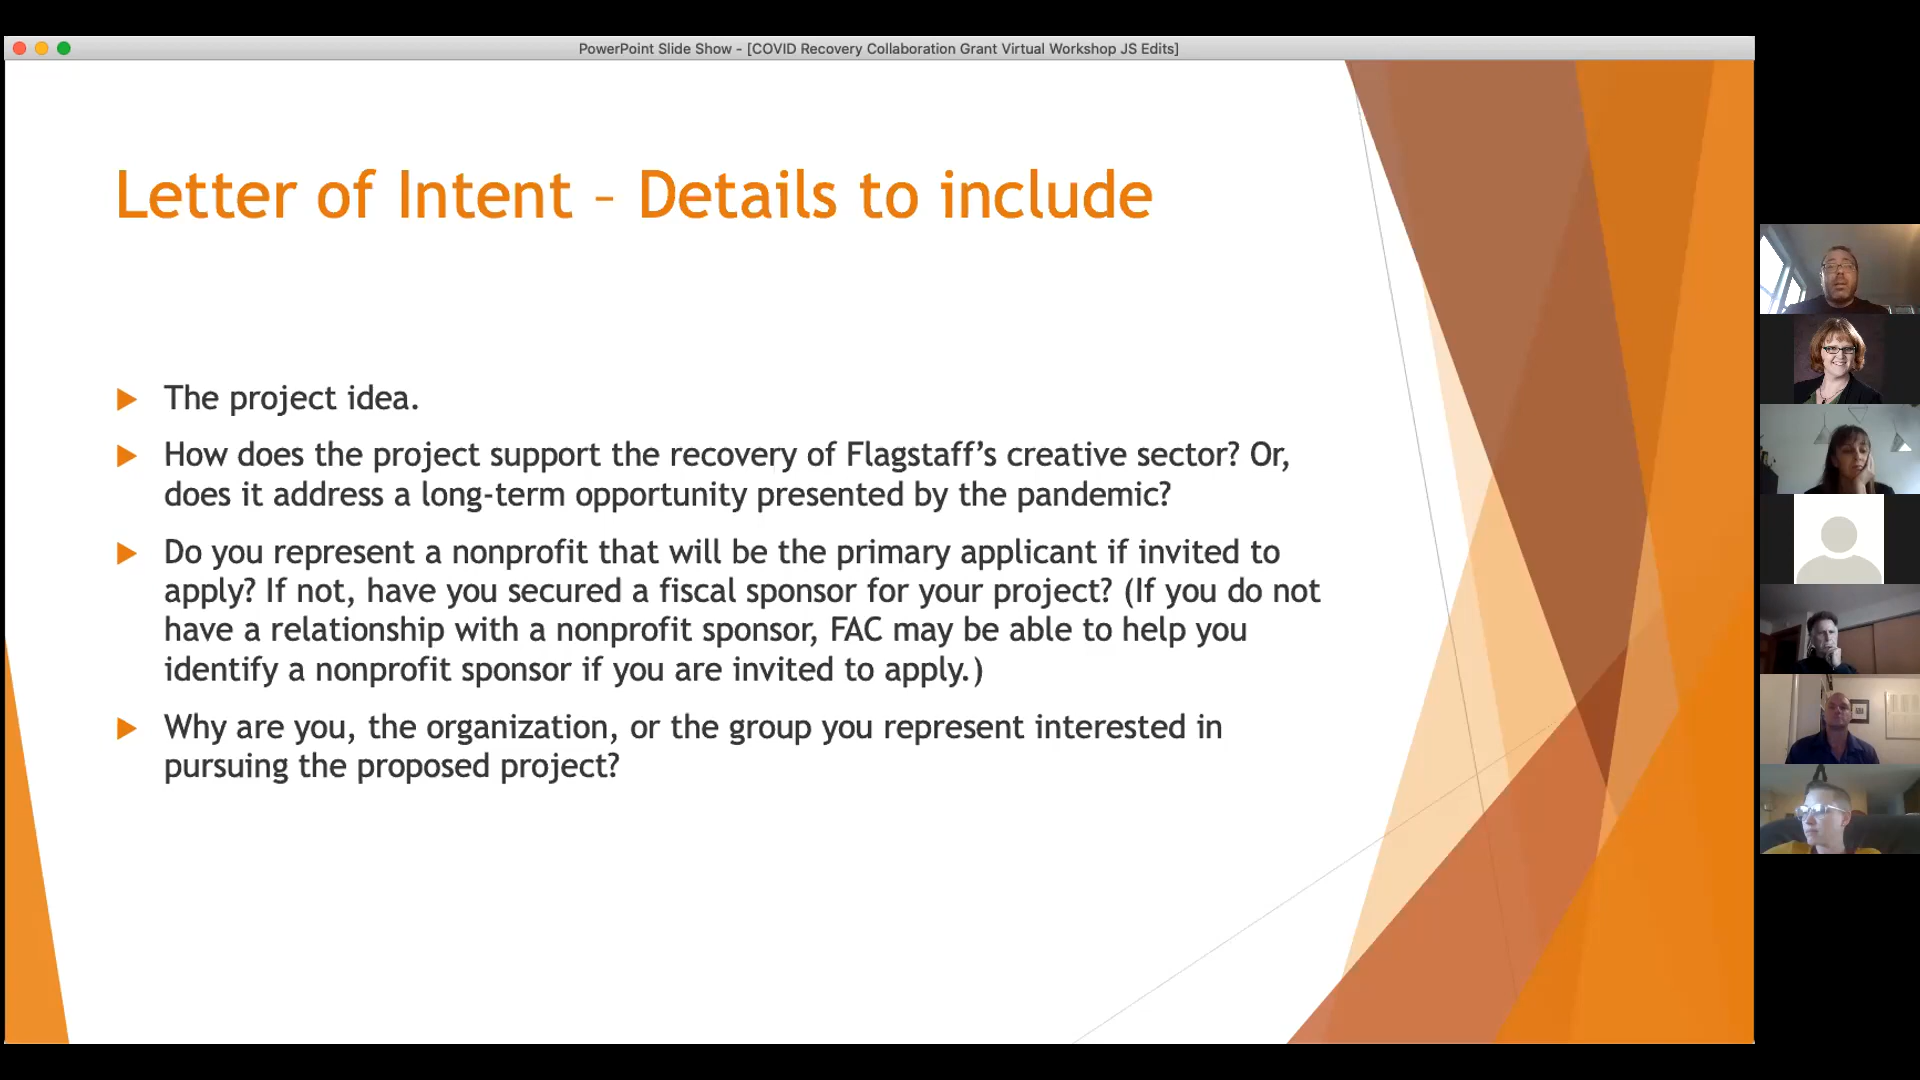 PowerPoint Slide Show - [COVID Recovery Collaboration Grant Virtual Workshop JS Edits]
Letter of Intent – Details to include
The project idea.
How does the project support the recovery of Flagstaff’s creative sector? Or,
does it address a long-term opportunity presented by the pandemic?
Do you represent a nonprofit that will be the primary applicant if invited to
apply? If not, have you secured a fiscal sponsor for your project? (If you do not
have a relationship with a nonprofit sponsor, FAC may be able to help you
identify a nonprofit sponsor if you are invited to apply.)
Why are you, the organization, or the group you represent interested in
pursuing the proposed project?